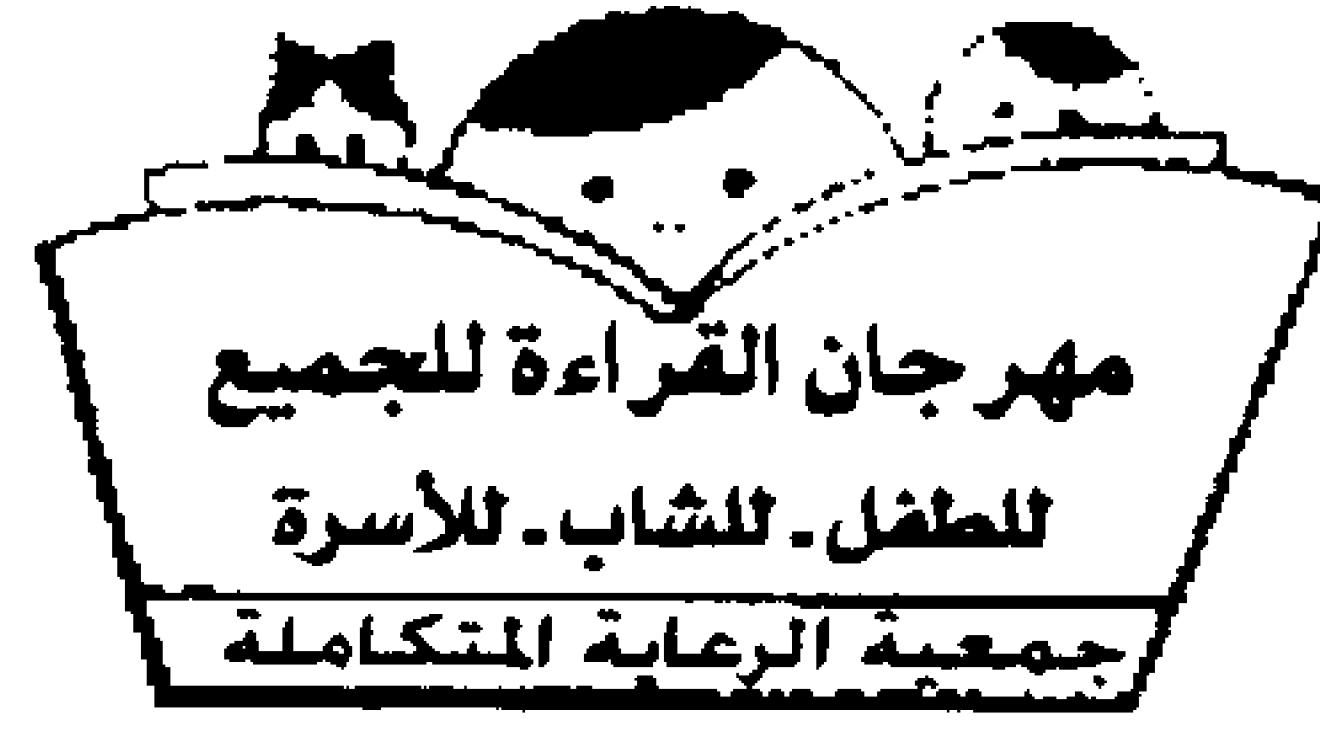 مهرجان القراءة للجميع
للطفل. للشاب. للأسرة
جمعية الرعاية المتكاملة